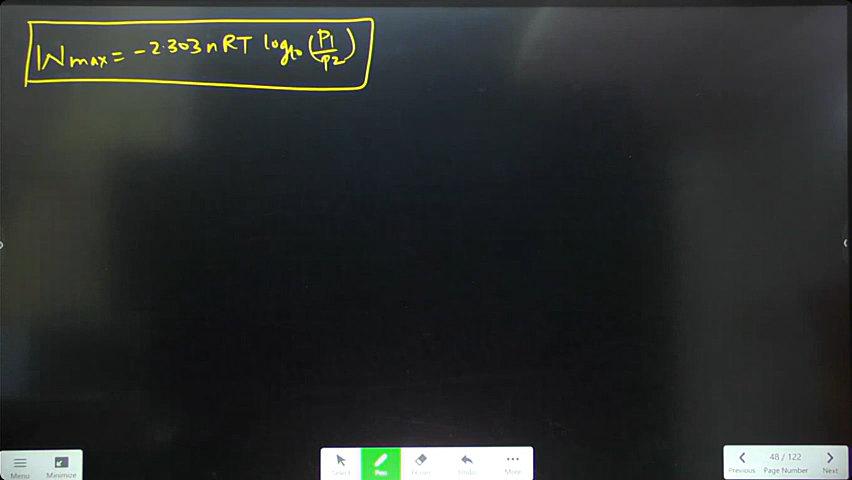 Wmax = -2.303 nRT log10 (P1/P2)
Menu
Minimize
Select
Pen
Eraser
Undo
More
48 / 122
Previous
Page Number
Next